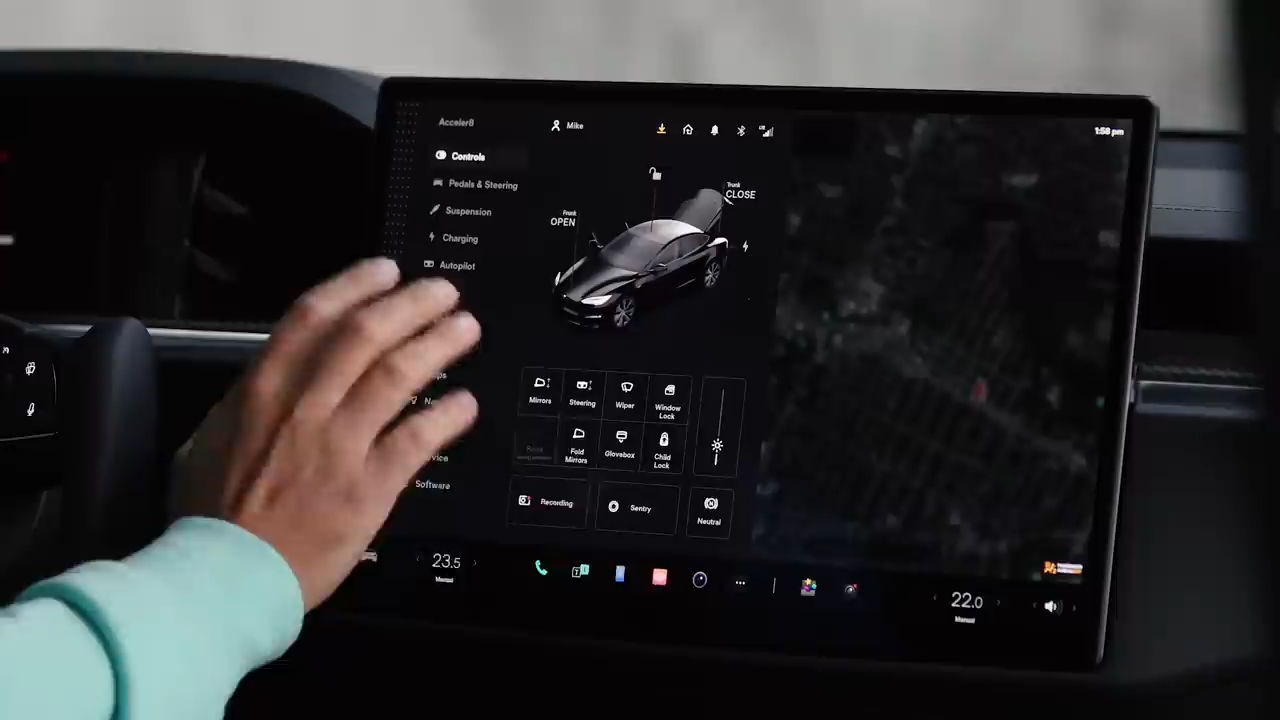 Acceler8
Mike
1:58 pm
Controls
Pedals & Steering
Suspension
Charging
Autopilot
Software
Frunk
OPEN
Trunk
CLOSE
LTE
Mirrors
Steering
Wiper
Window
Lock
Fold
Mirrors
Glovebox
Child
Lock
Recording
Sentry
Neutral
23.5
Manual
22.0
Manual